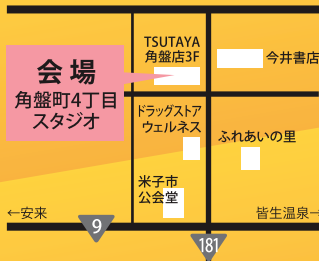 TSUTAYA
角盤店3F
今井書店
会場
角盤町4丁目
スタジオ
ドラッグストア
ウェルネス
ふれあいの里
米子市
公会堂
←安来
皆生温泉→
9
181